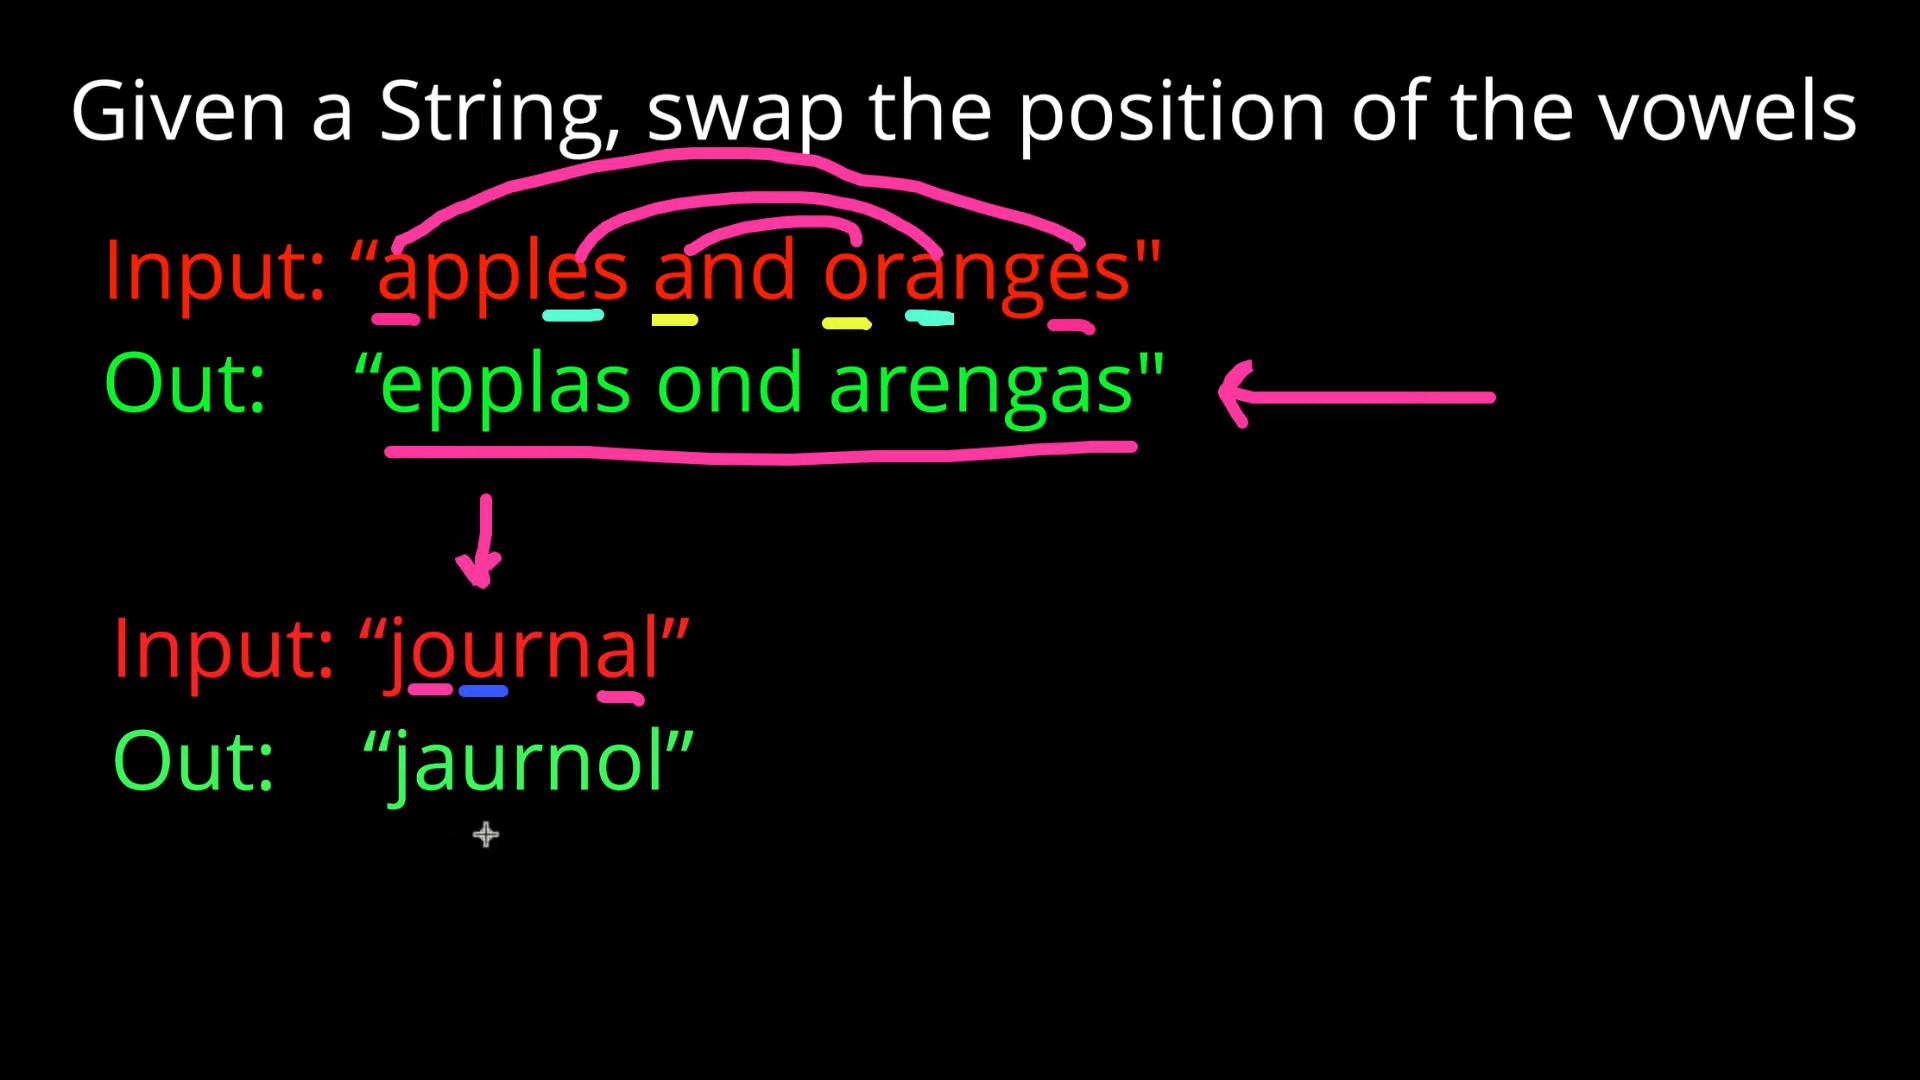 Given a String, swap the position of the vowels
Input: “apples and oranges"
Out: “epplas ond arengas"
Input: “journal”
Out: “jaurnol”